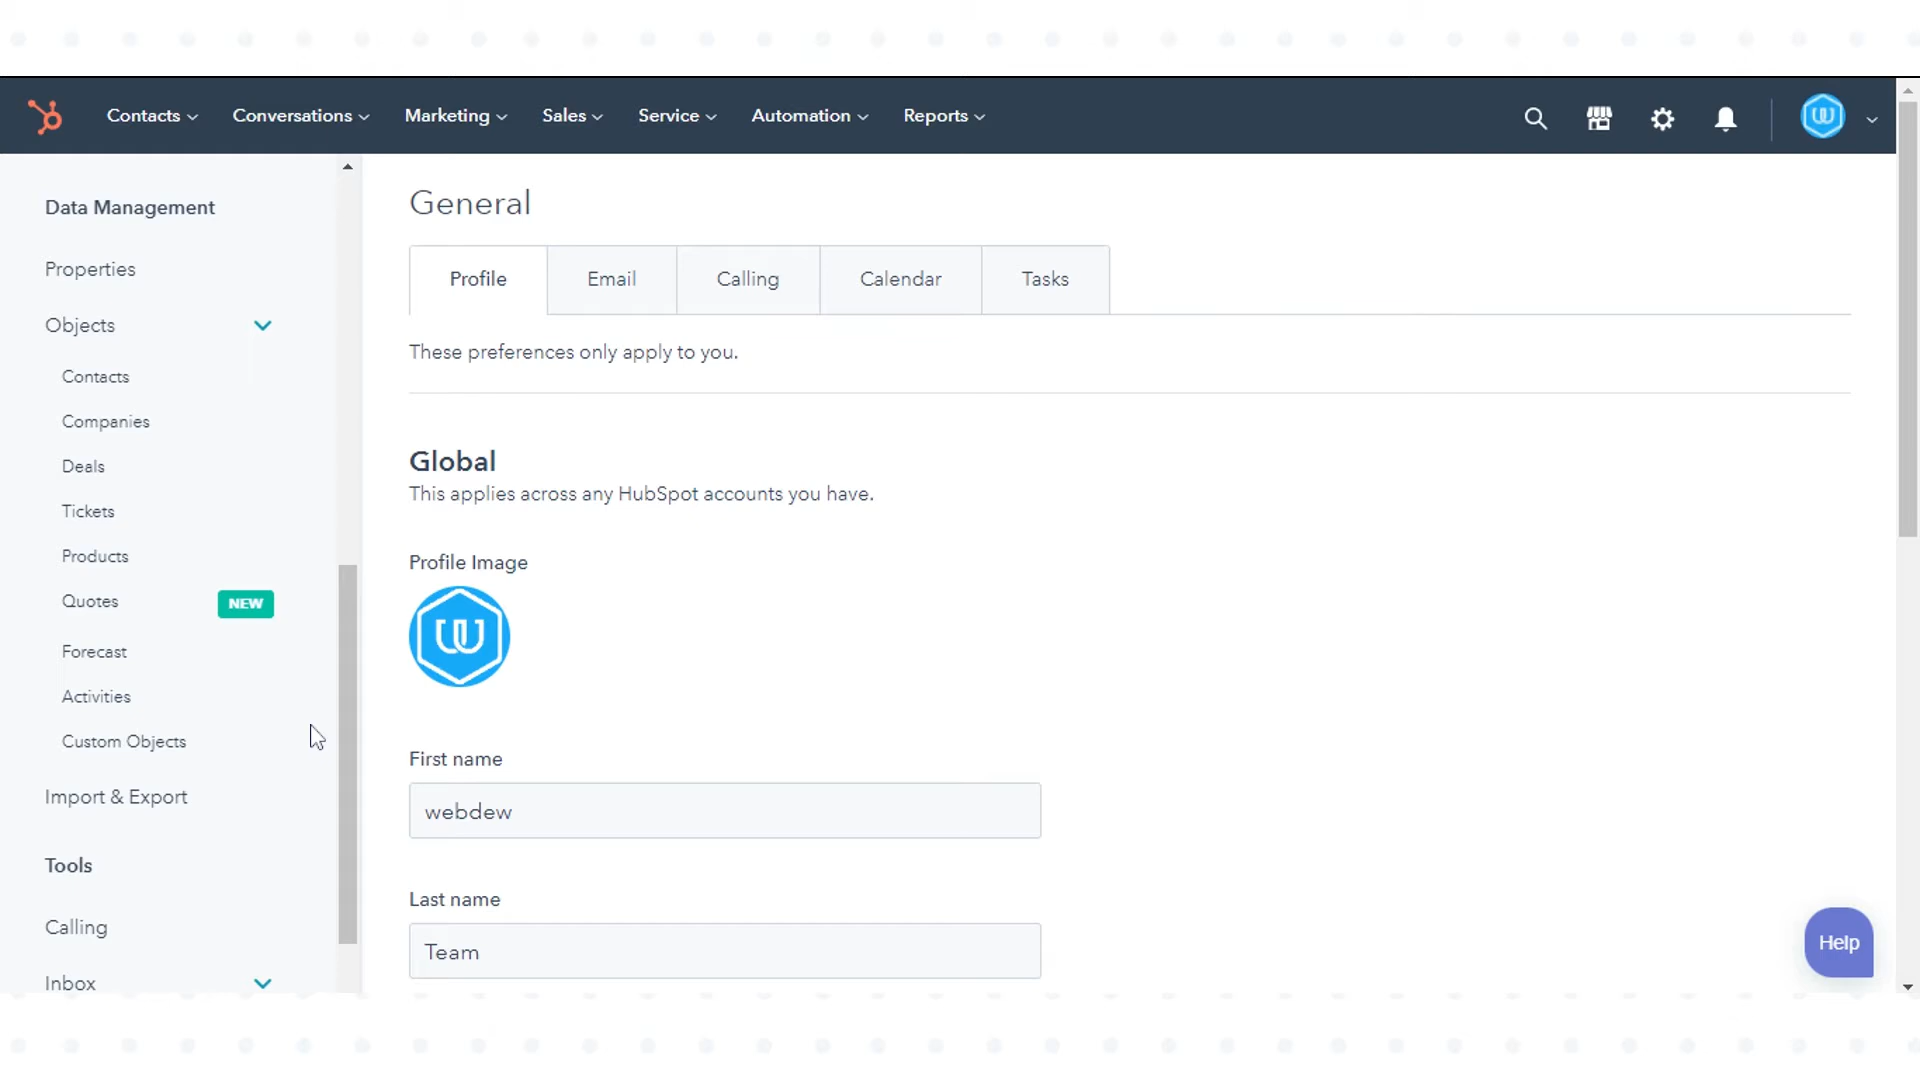 Contacts
Conversations
Marketing
Sales
Service
Automation
Reports
Data Management
Properties
Objects
Contacts
Companies
Deals
Tickets
Products
Quotes NEW
Forecast
Activities
Custom Objects
Import & Export
Tools
Calling
Inbox
General
Profile
Email
Calling
Calendar
Tasks
These preferences only apply to you.
Global
This applies across any HubSpot accounts you have.
Profile Image
First name
webdew
Last name
Team
Help